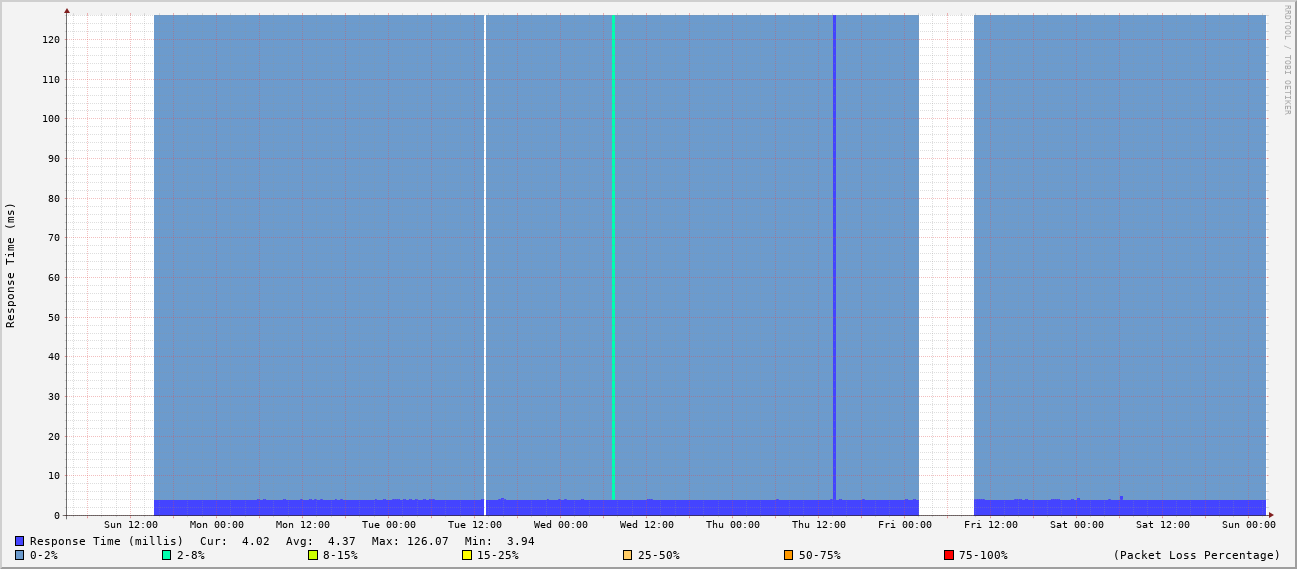 RRDTOOL / TOBI OETIKER
Response Time (ms)
120
110
100
90
80
70
60
50
40
30
20
10
0
Sun 12:00 Mon 00:00 Mon 12:00 Tue 00:00 Tue 12:00 Wed 00:00 Wed 12:00 Thu 00:00 Thu 12:00 Fri 00:00 Fri 12:00 Sat 00:00 Sat 12:00 Sun 00:00
Response Time (millis) Cur: 4.02 Avg: 4.37 Max: 126.07 Min: 3.94
0-2% 2-8% 8-15% 15-25% 25-50% 50-75% 75-100% (Packet Loss Percentage)